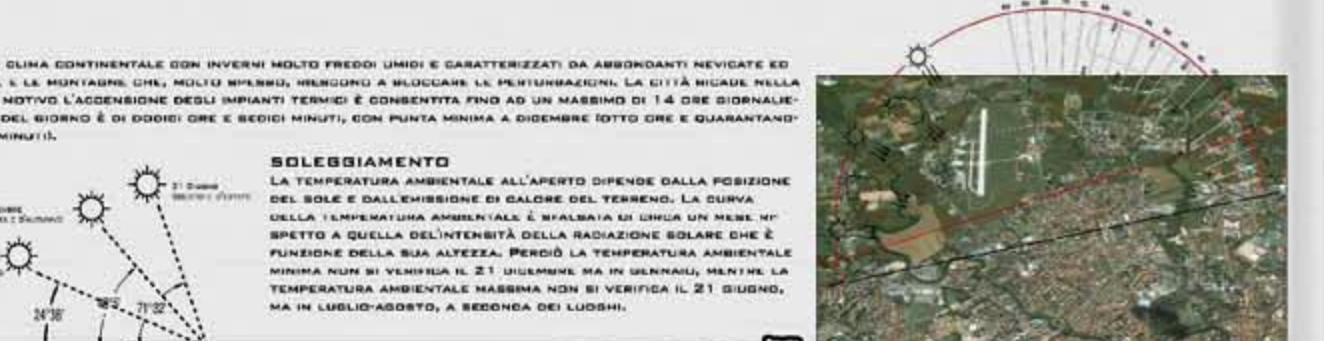 CLIMA CONTINENTALE CON INVERNI MOLTO FREDDI UMIDI E CARATTERIZZATI DA ABBONDANTI NEVICATE ED
E LE MONTAGNE CHE, MOLTO SPESSO, RIESCONO A BLOCCARE LE PERTURBAZIONI. LA CITTÀ RICADE NELLA
MOTIVO L'ACCENSIONE DEGLI IMPIANTI TERMICI È CONSENTITA FINO AD UN MASSIMO DI 14 ORE GIORNALIE-
DEL GIORNO È DI DODICI ORE E SEDICI MINUTI, CON PUNTA MINIMA A DICEMBRE (OTTO ORE E QUARANTANO-
MINUTI).
SOLEGGIAMENTO
LA TEMPERATURA AMBIENTALE ALL'APERTO DIPENDE DALLA POSIZIONE
DEL SOLE E DALL'EMISSIONE DI CALORE DEL TERRENO. LA CURVA
DELLA TEMPERATURA AMBIENTALE È SFALSATA DI CIRCA UN MESE RI-
SPETTO A QUELLA DELL'INTENSITÀ DELLA RADIAZIONE SOLARE CHE È
FUNZIONE DELLA SUA ALTEZZA. PERCIÒ LA TEMPERATURA AMBIENTALE
MINIMA NON SI VERIFICA IL 21 DICEMBRE MA IN GENNAIO, MENTRE LA
TEMPERATURA AMBIENTALE MASSIMA NON SI VERIFICA IL 21 GIUGNO,
MA IN LUGLIO-AGOSTO, A SECONDA DEI LUOGHI.
21 Giugno
24°38'
71°32'